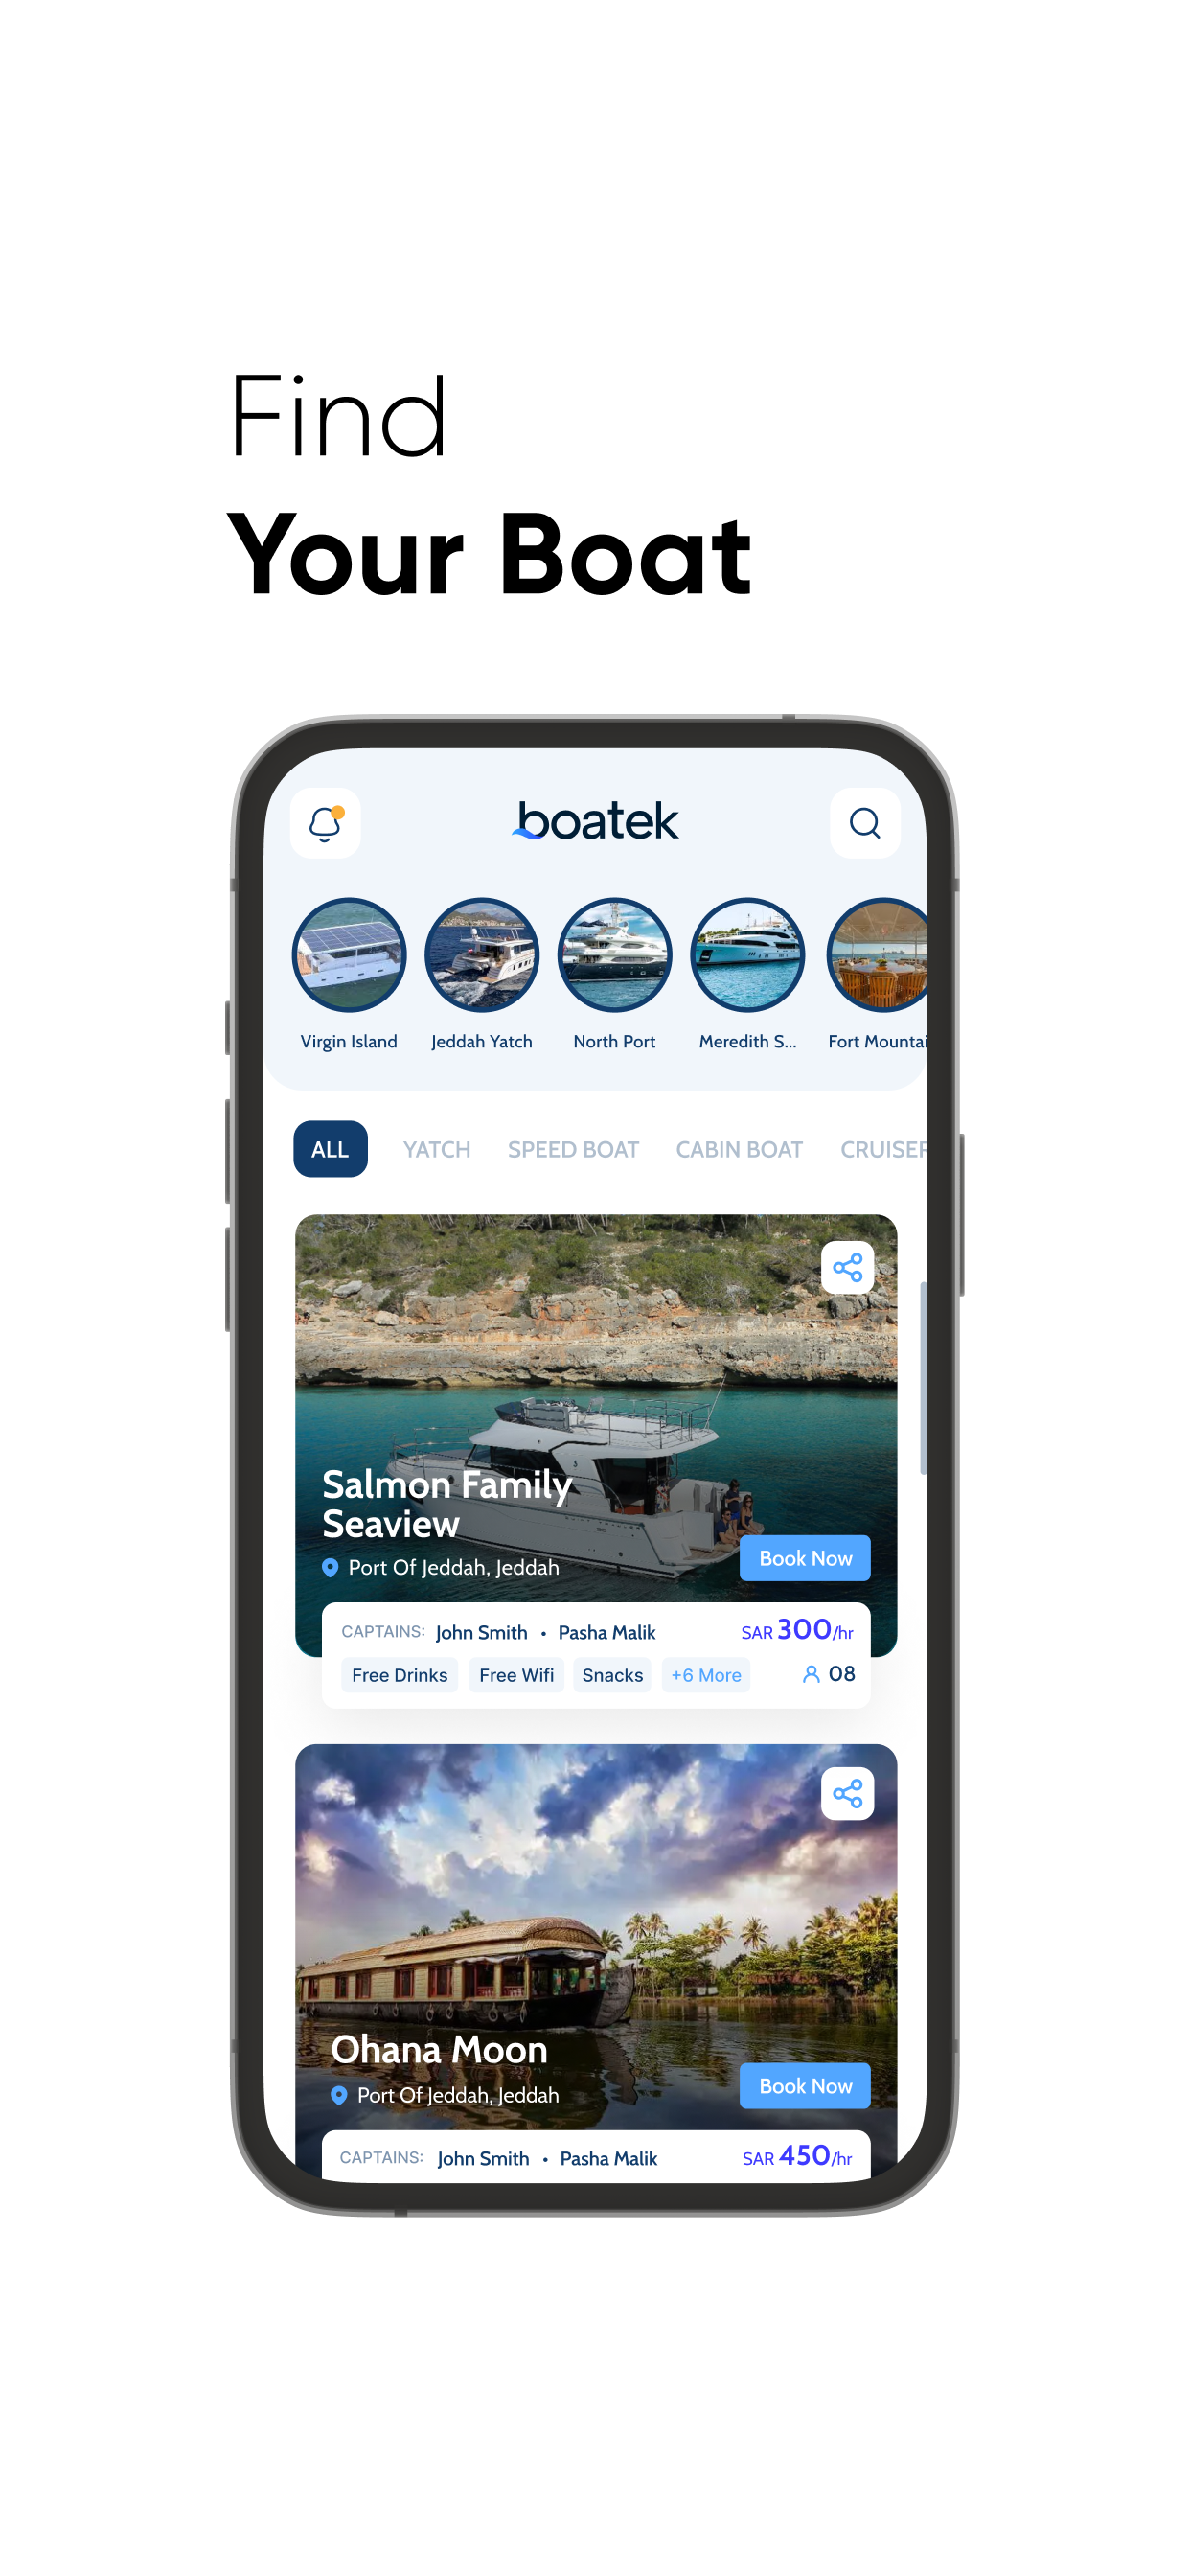 Find
Your Boat
boatek
Virgin Island
Jeddah Yatch
North Port
Meredith S...
Fort Mountai
ALL
YATCH
SPEED BOAT
CABIN BOAT
CRUISER
Salmon Family
Seaview
Port Of Jeddah, Jeddah
Book Now
CAPTAINS: John Smith • Pasha Malik
SAR 300/hr
Free Drinks
Free Wifi
Snacks
+6 More
08
Ohana Moon
Port Of Jeddah, Jeddah
Book Now
CAPTAINS: John Smith • Pasha Malik
SAR 450/hr